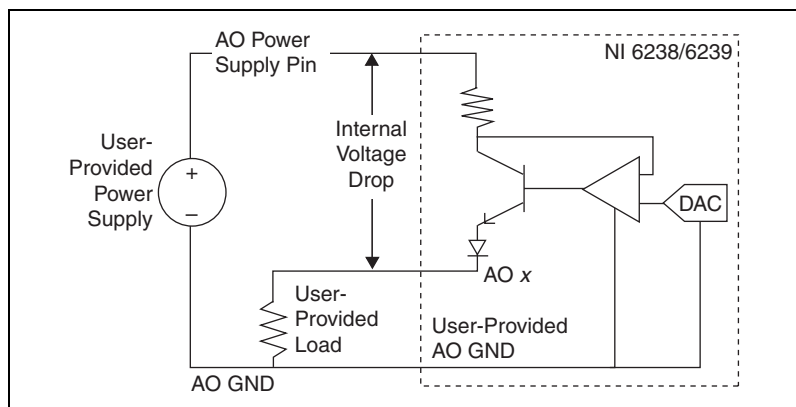 AO Power
Supply Pin
NI 6238/6239
User-
Provided
Power
Supply
+
–
Internal
Voltage
Drop
DAC
AO x
User-
Provided
Load
User-Provided
AO GND
AO GND